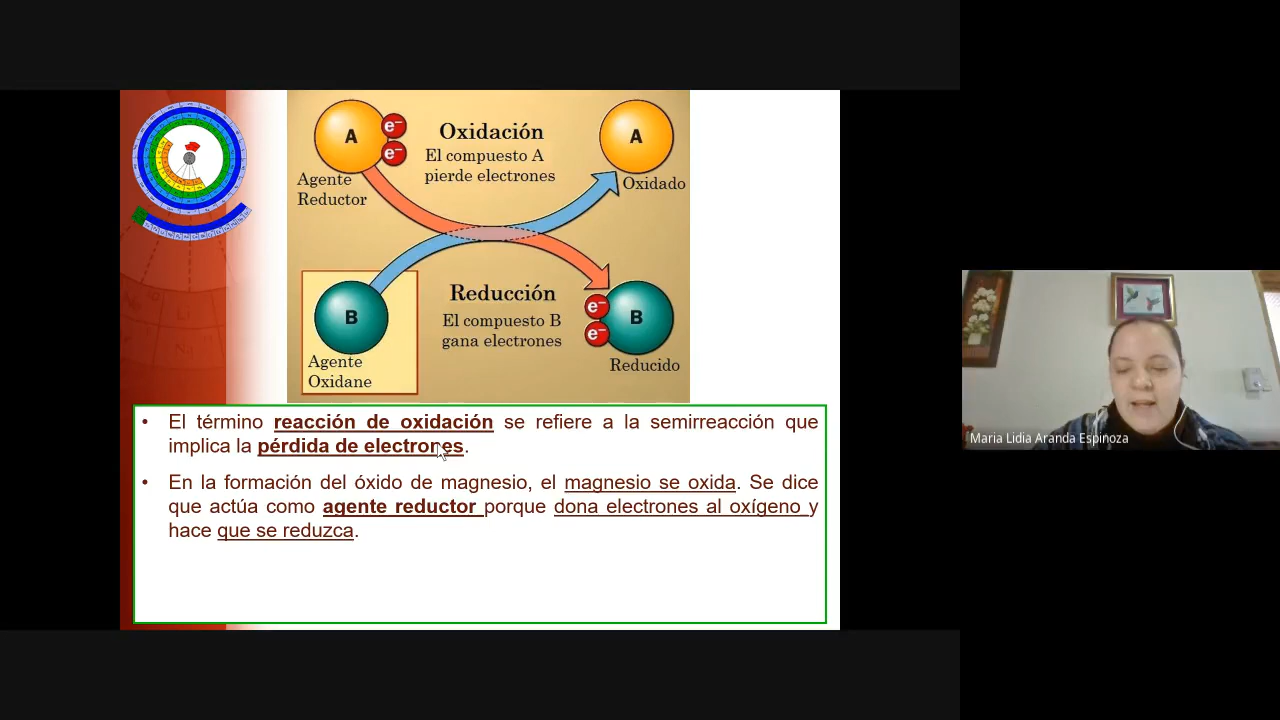 A
e⁻
e⁻
Oxidación
El compuesto A
pierde electrones
A
Agente
Reductor
Oxidado
B
Agente
Oxidane
Reducción
El compuesto B
gana electrones
e⁻
e⁻
B
Reducido
• El término reacción de oxidación se refiere a la semirreacción que
implica la pérdida de electrones.
• En la formación del óxido de magnesio, el magnesio se oxida. Se dice
que actúa como agente reductor porque dona electrones al oxígeno y
hace que se reduzca.
Maria Lidia Aranda Espinoza